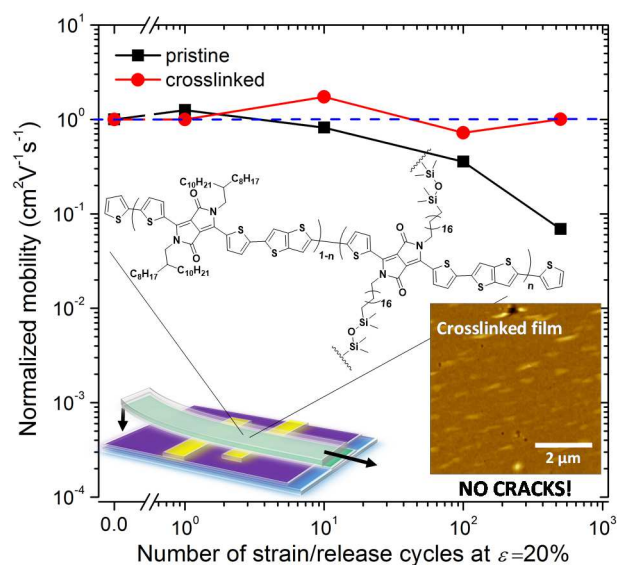 10¹
pristine
crosslinked
10⁰
10⁻¹
10⁻²
10⁻³
10⁻⁴
Normalized mobility (cm²V⁻¹s⁻¹)
C₁₀H₂₁
C₈H₁₇
N
O
S
S
S
S
S
O
N
C₈H₁₇
C₁₀H₂₁
1-n
Si
O
Si
16
O
N
S
S
S
S
S
n
N
O
16
Si
O
Si
Crosslinked film
2 µm
NO CRACKS!
0.0
10⁰
10¹
10²
10³
Number of strain/release cycles at ε=20%